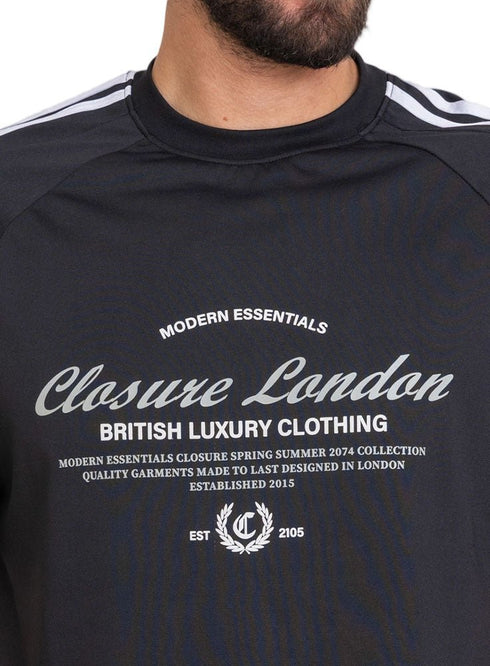 MODERN ESSENTIALS
Closure London
BRITISH LUXURY CLOTHING
MODERN ESSENTIALS CLOSURE SPRING SUMMER 2074 COLLECTION
QUALITY GARMENTS MADE TO LAST DESIGNED IN LONDON
ESTABLISHED 2015
EST C 2105